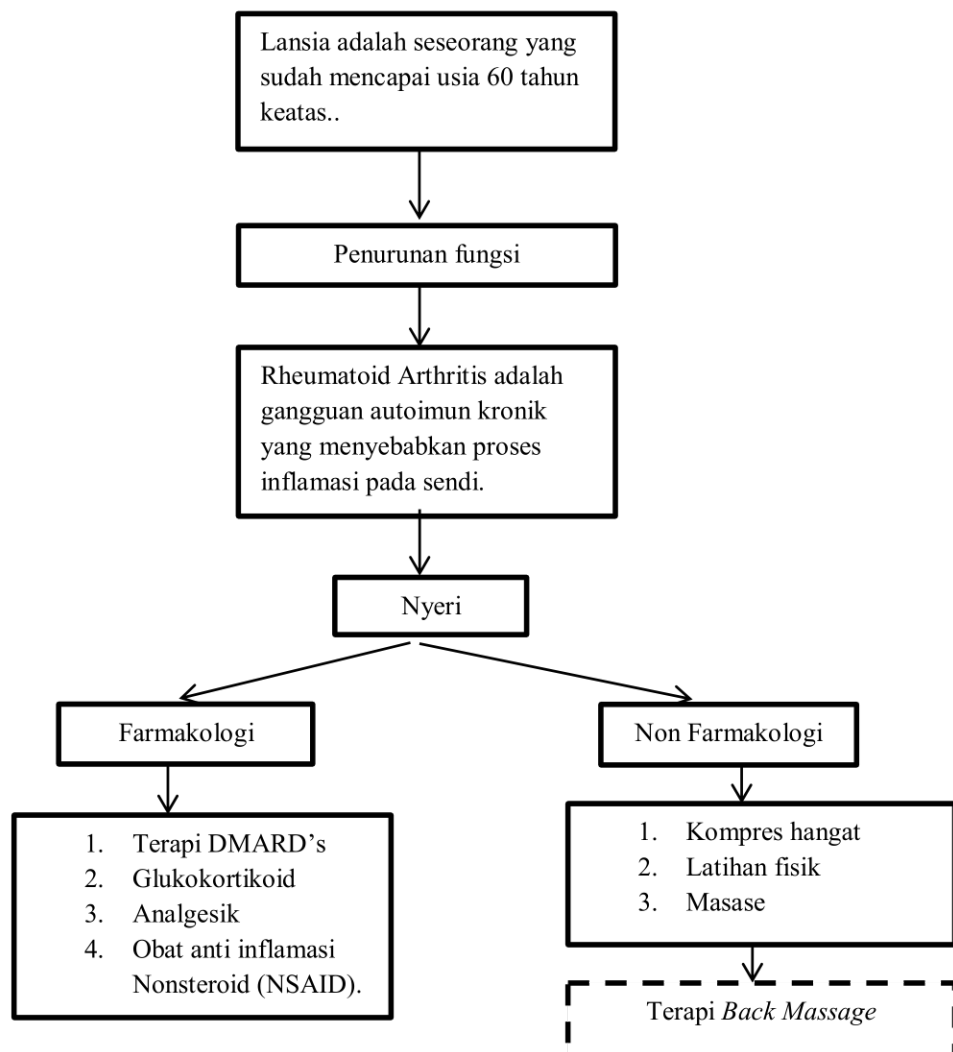 Lansia adalah seseorang yang
sudah mencapai usia 60 tahun
keatas..
Penurunan fungsi
Rheumatoid Arthritis adalah
gangguan autoimun kronik
yang menyebabkan proses
inflamasi pada sendi.
Nyeri
Farmakologi
Non Farmakologi
1. Terapi DMARD’s
2. Glukokortikoid
3. Analgesik
4. Obat anti inflamasi
Nonsteroid (NSAID).
1. Kompres hangat
2. Latihan fisik
3. Masase
Terapi Back Massage